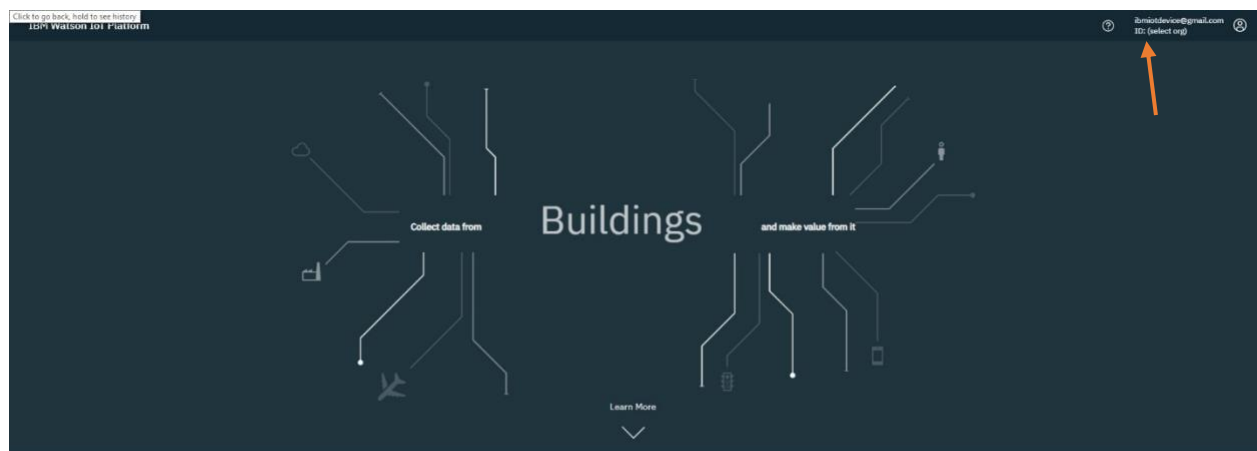 Click to go back, hold to see history
IBM Watson IoT Platform
ibmiotdevice@gmail.com
ID: (select org)
Collect data from
Buildings
and make value from it
Learn More